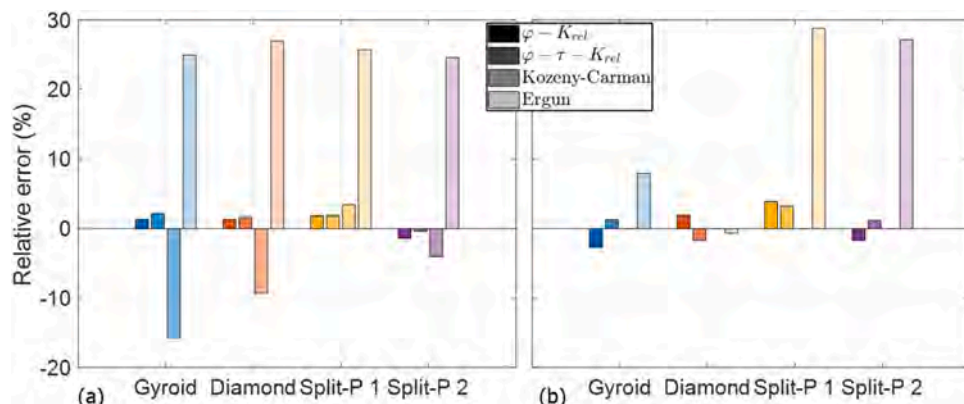 30
20
10
0
-10
-20
Relative error (%)
φ − K_rel
φ − τ − K_rel
Kozeny-Carman
Ergun
(a) Gyroid Diamond Split-P 1 Split-P 2
(b) Gyroid Diamond Split-P 1 Split-P 2